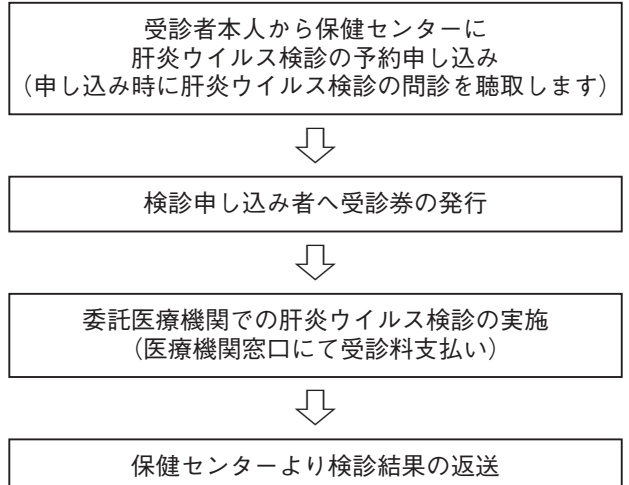 受診者本人から保健センターに
肝炎ウイルス検診の予約申し込み
（申し込み時に肝炎ウイルス検診の問診を聴取します）
検診申し込み者へ受診券の発行
委託医療機関での肝炎ウイルス検診の実施
（医療機関窓口にて受診料支払い）
保健センターより検診結果の返送